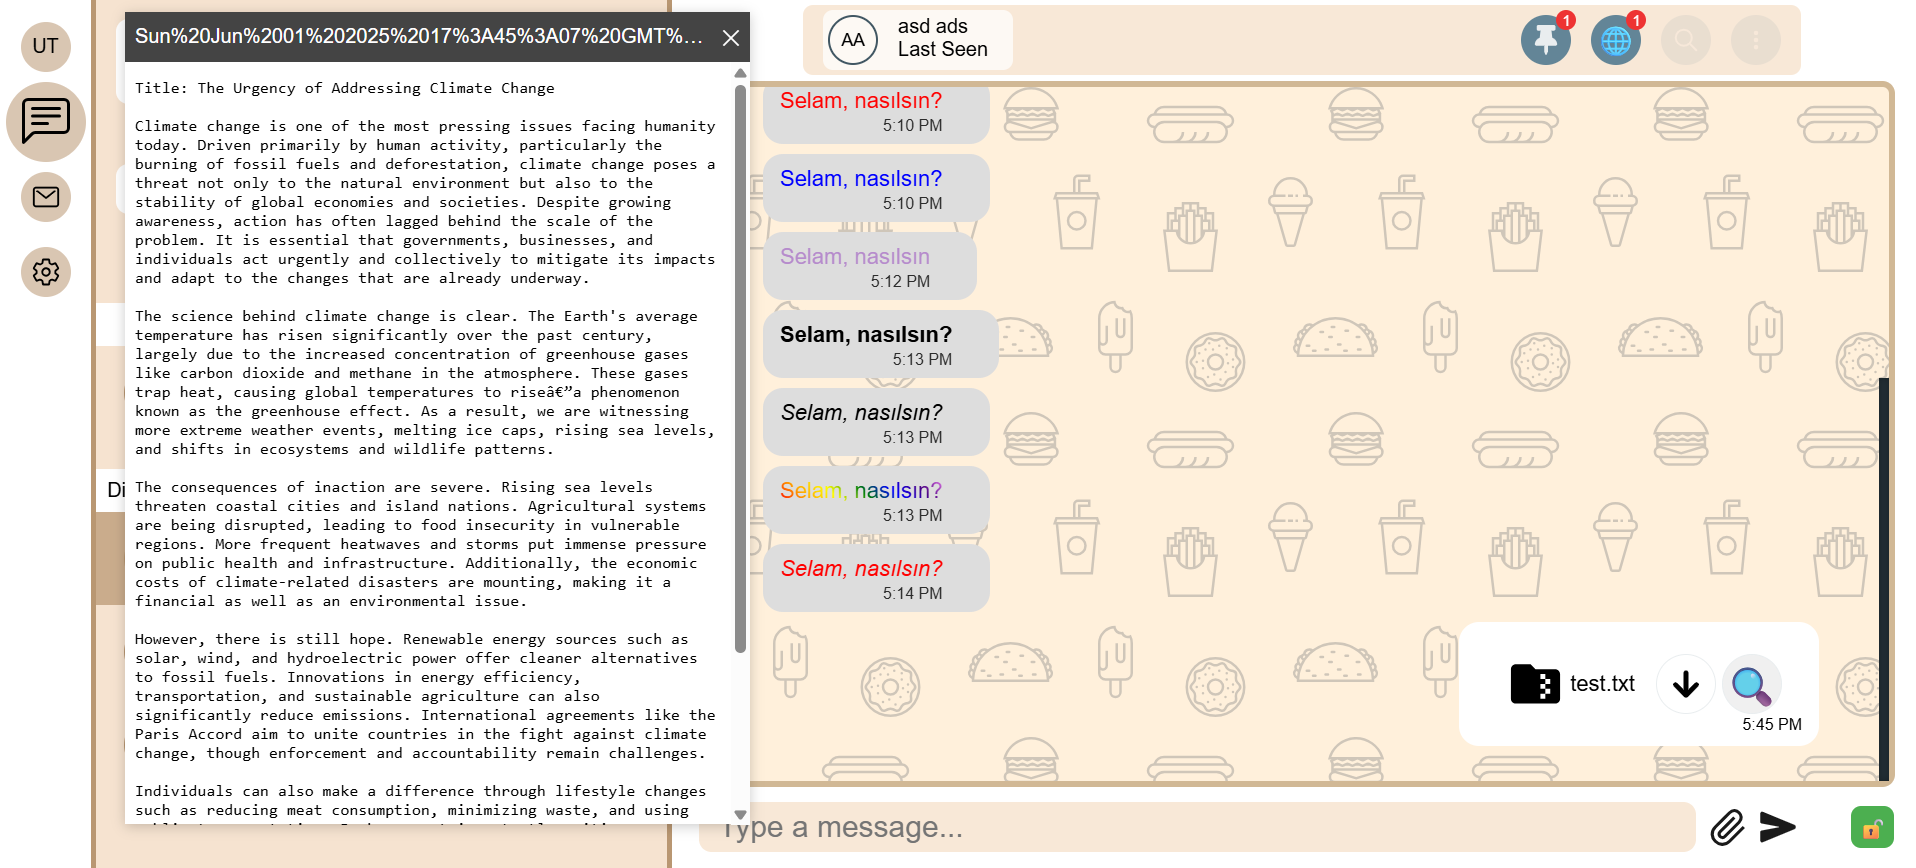 UT
Sun%20Jun%2001%202025%2017%3A45%3A07%20GMT%...
Title: The Urgency of Addressing Climate Change
Climate change is one of the most pressing issues facing humanity
today. Driven primarily by human activity, particularly the
burning of fossil fuels and deforestation, climate change poses a
threat not only to the natural environment but also to the
stability of global economies and societies. Despite growing
awareness, action has often lagged behind the scale of the
problem. It is essential that governments, businesses, and
individuals act urgently and collectively to mitigate its impacts
and adapt to the changes that are already underway.
The science behind climate change is clear. The Earth's average
temperature has risen significantly over the past century,
largely due to the increased concentration of greenhouse gases
like carbon dioxide and methane in the atmosphere. These gases
trap heat, causing global temperatures to riseâ€”a phenomenon
known as the greenhouse effect. As a result, we are witnessing
more extreme weather events, melting ice caps, rising sea levels,
and shifts in ecosystems and wildlife patterns.
The consequences of inaction are severe. Rising sea levels
threaten coastal cities and island nations. Agricultural systems
are being disrupted, leading to food insecurity in vulnerable
regions. More frequent heatwaves and storms put immense pressure
on public health and infrastructure. Additionally, the economic
costs of climate-related disasters are mounting, making it a
financial as well as an environmental issue.
However, there is still hope. Renewable energy sources such as
solar, wind, and hydroelectric power offer cleaner alternatives
to fossil fuels. Innovations in energy efficiency,
transportation, and sustainable agriculture can also
significantly reduce emissions. International agreements like the
Paris Accord aim to unite countries in the fight against climate
change, though enforcement and accountability remain challenges.
Individuals can also make a difference through lifestyle changes
such as reducing meat consumption, minimizing waste, and using
Di
AA
asd ads
Last Seen
1
1
Selam, nasılsın?
5:10 PM
Selam, nasılsın?
5:10 PM
Selam, nasılsın
5:12 PM
Selam, nasılsın?
5:13 PM
Selam, nasılsın?
5:13 PM
Selam, nasılsın?
5:13 PM
Selam, nasılsın?
5:14 PM
test.txt
5:45 PM
Type a message...